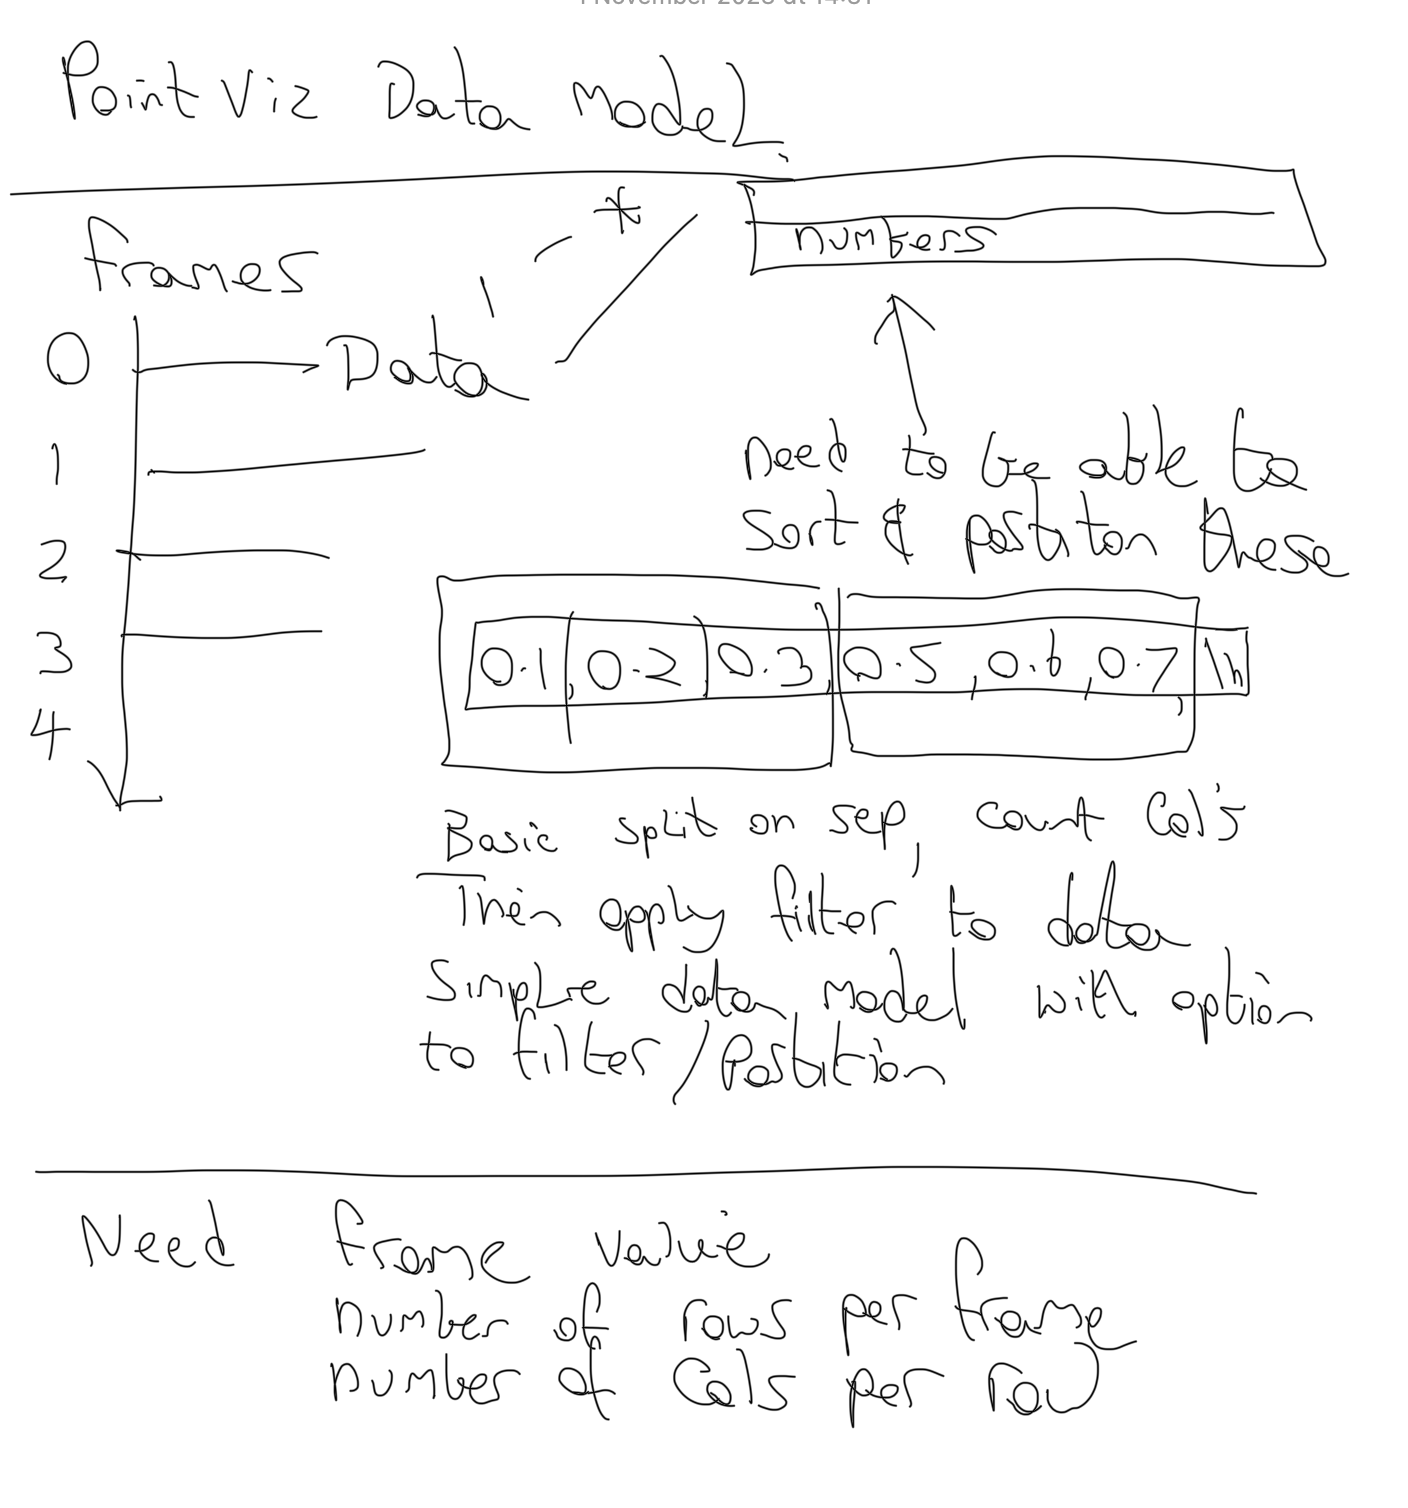 Point Viz Data Model.
frames
numbers
1 *
0 Data
1
2
3
4
need to be able to
sort & position these
0.1, 0.2 0.3, 0.5, 0.6, 0.7, \n
Basic split on sep, count Col's
Then apply filter to data
Simple data model with option
to filter / Position
Need frame value
number of rows per frame
number of Cols per row